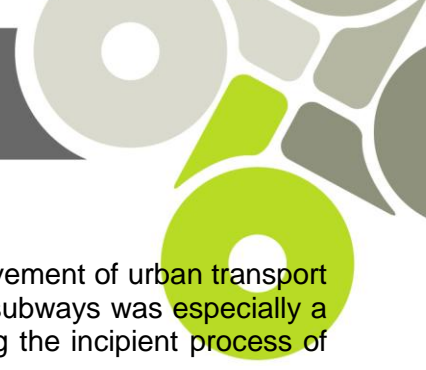 vement of urban transport
subways was especially a
g the incipient process of